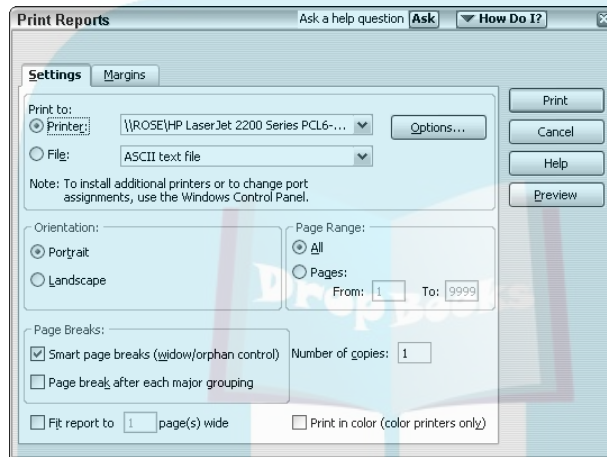 Print Reports Ask a help question Ask How Do I?
Settings Margins
Print to:
Printer: \\ROSE\HP LaserJet 2200 Series PCL6-... Options...
File: ASCII text file
Note: To install additional printers or to change port
assignments, use the Windows Control Panel.
Print
Cancel
Help
Preview
Orientation:
Portrait
Landscape
Page Range:
All
Pages:
From: 1 To: 9999
Drop Books
Page Breaks:
Smart page breaks (widow/orphan control)
Page break after each major grouping
Number of copies: 1
Fit report to 1 page(s) wide
Print in color (color printers only)